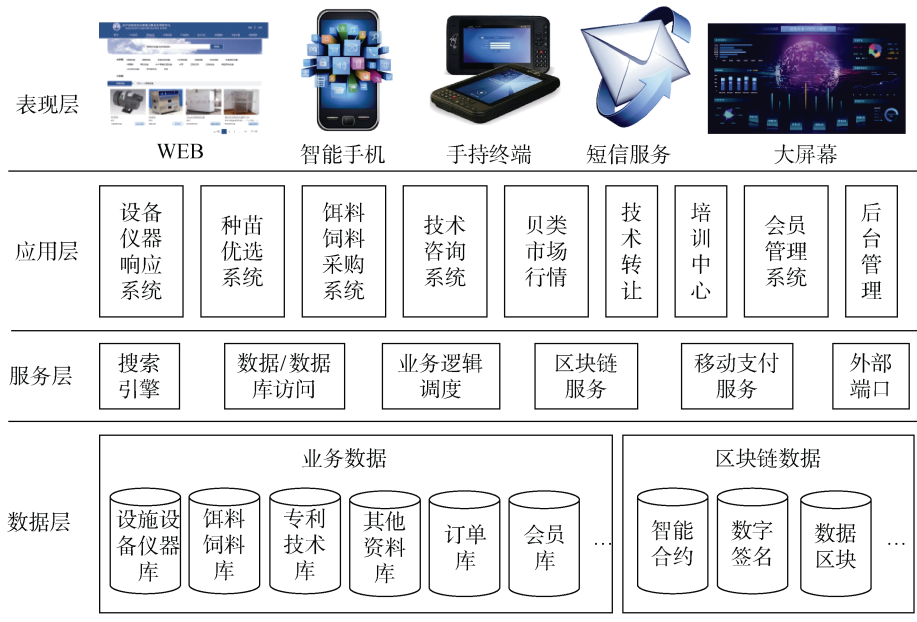 表现层
WEB
智能手机
手持终端
短信服务
大屏幕
应用层
设备
仪器
响应
系统
种苗
优选
系统
饵料
饲料
采购
系统
技术
咨询
系统
贝类
市场
行情
技
术
转
让
培
训
中
心
会员
管理
系统
后
台
管
理
服务层
搜索
引擎
数据/数据
库访问
业务逻辑
调度
区块链
服务
移动支付
服务
外部
端口
数据层
业务数据
设施设
备仪器
库
饵料
饲料
库
专利
技术
库
其他
资料
库
订单
库
会员
库
…
区块链数据
智能
合约
数字
签名
数据
区块
…